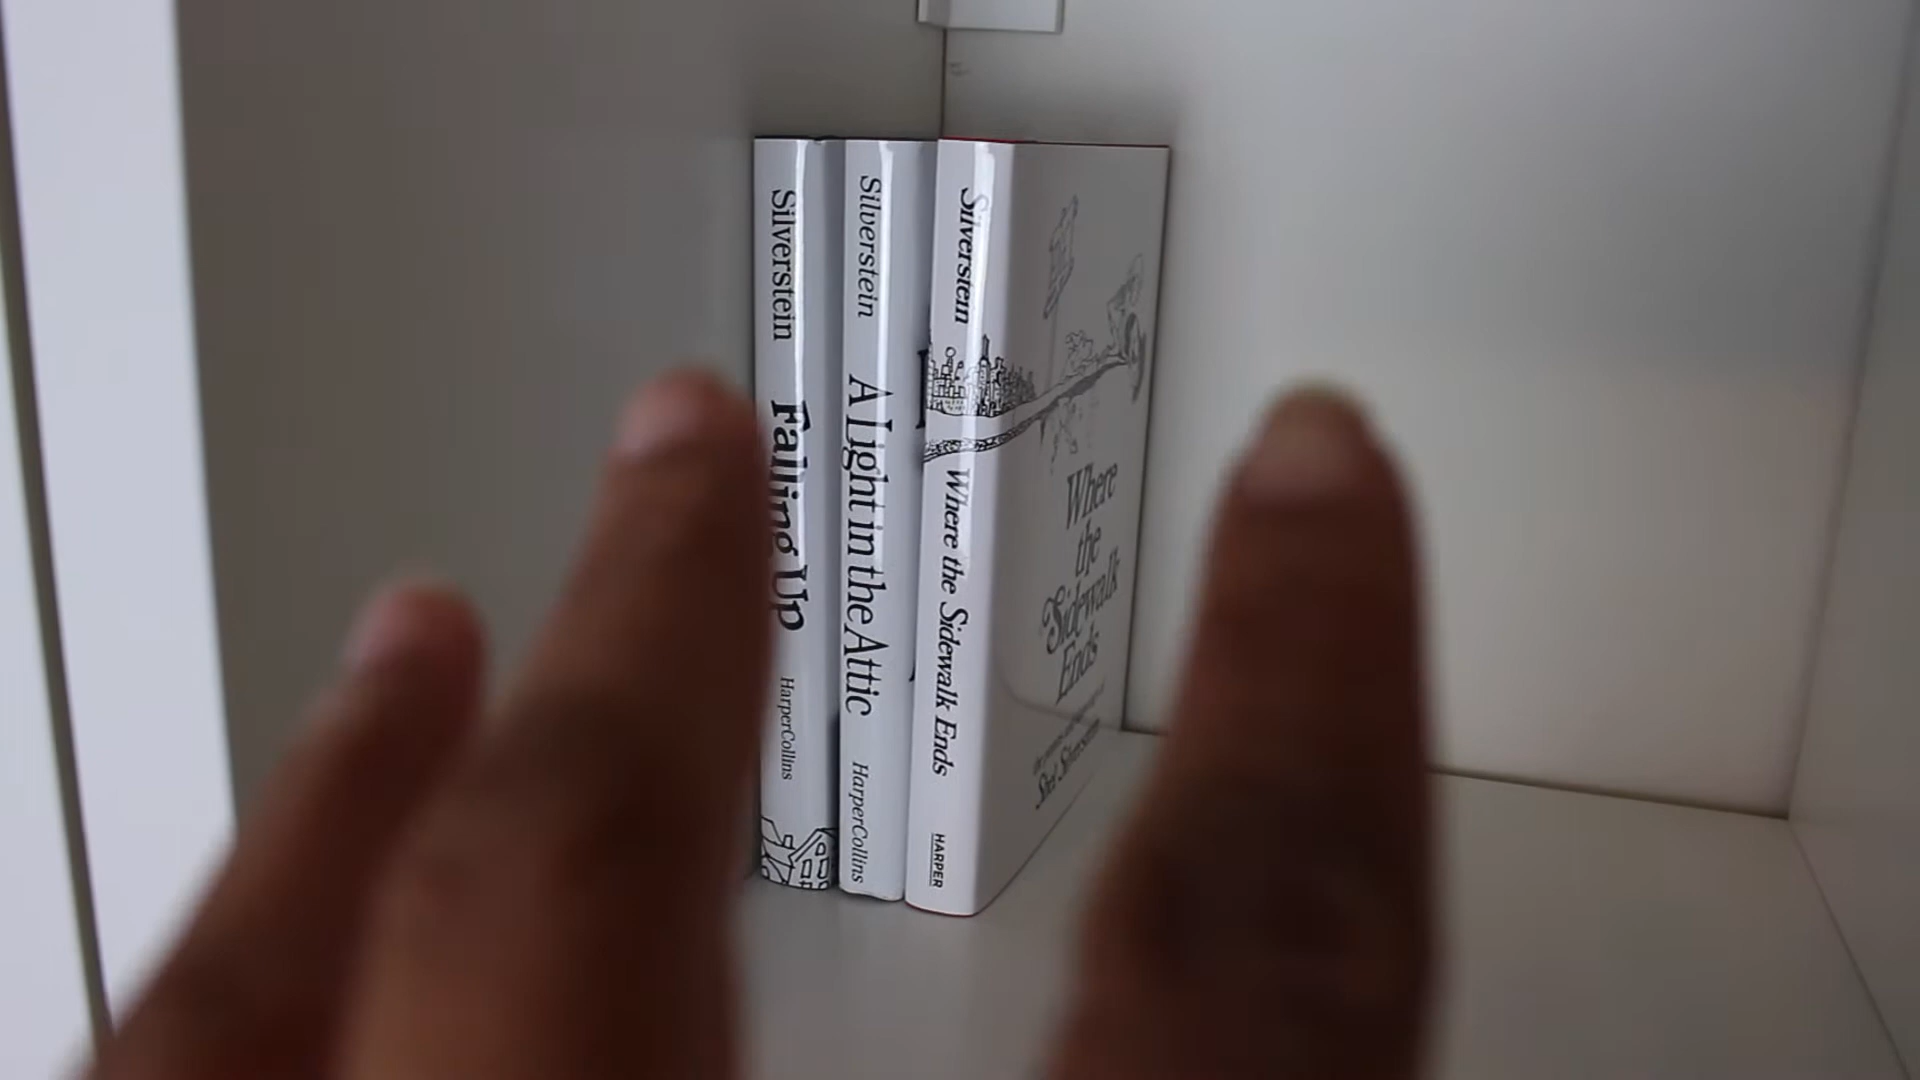 Silverstein
Falling Up
HarperCollins
Silverstein
A Light in the Attic
HarperCollins
Silverstein
Where the Sidewalk Ends
HARPER
Where
the
Sidewalk
Ends
Shel Silverstein